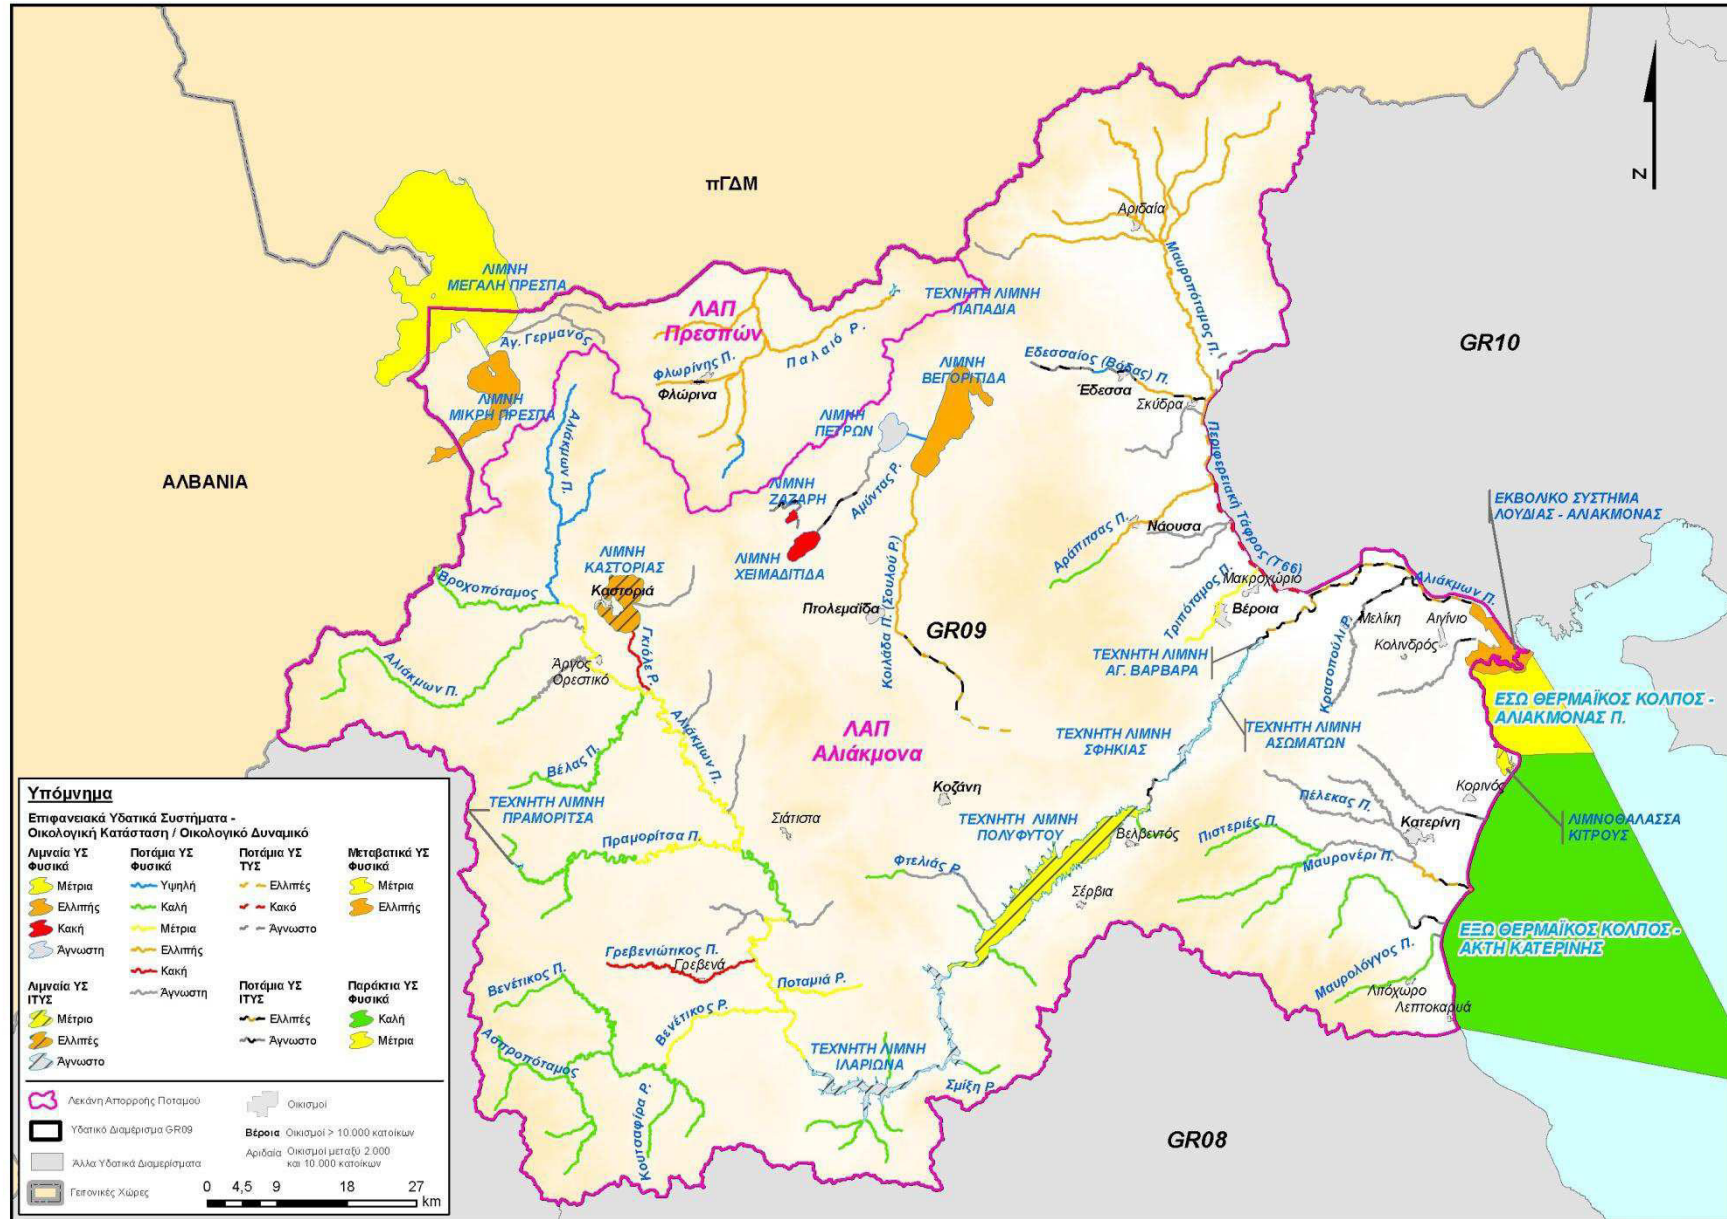 πΓΔΜ
N
ΛΙΜΝΗ
ΜΕΓΑΛΗ ΠΡΕΣΠΑ
Αριδαία
Μαυροπόταμος Π.
ΛΑΠ
Πρεσπών
ΤΕΧΝΗΤΗ ΛΙΜΝΗ
ΠΑΠΑΔΙΑ
Αγ. Γερμανός
Παλαιό Ρ.
GR10
Φλωρίνης Π.
Φλώρινα
ΛΙΜΝΗ
ΒΕΓΟΡΙΤΙΔΑ
Εδεσσαίος (Βόδας) Π.
Έδεσσα
Σκύδρα
ΛΙΜΝΗ
ΜΙΚΡΗ ΠΡΕΣΠΑ
Αλιάκμων Π.
ΛΙΜΝΗ
ΠΕΤΡΩΝ
ΑΛΒΑΝΙΑ
ΛΙΜΝΗ
ΖΑΖΑΡΗ
Αμύντας Ρ.
Περιφερειακή Τάφρος (Τ66)
ΕΚΒΟΛΙΚΟ ΣΥΣΤΗΜΑ
ΛΟΥΔΙΑΣ - ΑΛΙΑΚΜΟΝΑΣ
Αράπιτσας Π.
Νάουσα
ΛΙΜΝΗ
ΧΕΙΜΑΔΙΤΙΔΑ
ΛΙΜΝΗ
ΚΑΣΤΟΡΙΑΣ
Καστοριά
Βροχοπόταμος
Πτολεμαΐδα
Κοιλάδα Π. (Σουλού Ρ.)
GR09
Τριπόταμος Π.
Μακροχώριο
Βέροια
Αλιάκμων Π.
Μελίκη
Αιγίνιο
Κολινδρός
Κρασοπούλι Ρ.
Γκιόλε Ρ.
Άργος
Ορεστικό
Αλιάκμων Π.
ΤΕΧΝΗΤΗ ΛΙΜΝΗ
ΑΓ. ΒΑΡΒΑΡΑ
ΕΣΩ ΘΕΡΜΑΪΚΟΣ ΚΟΛΠΟΣ -
ΑΛΙΑΚΜΟΝΑΣ Π.
Αλιάκμων Π.
ΛΑΠ
Αλιάκμονα
ΤΕΧΝΗΤΗ ΛΙΜΝΗ
ΣΦΗΚΙΑΣ
ΤΕΧΝΗΤΗ ΛΙΜΝΗ
ΑΣΩΜΑΤΩΝ
Βέλας Π.
ΤΕΧΝΗΤΗ ΛΙΜΝΗ
ΠΡΑΜΟΡΙΤΣΑ
Κοζάνη
Σιάτιστα
Πραμορίτσα Π.
ΤΕΧΝΗΤΗ ΛΙΜΝΗ
ΠΟΛΥΦΥΤΟΥ
Βελβεντός
Πέλεκας Π.
Κορινός
Κατερίνη
Πιστεριές Π.
Μαυρονέρι Π.
ΛΙΜΝΟΘΑΛΑΣΣΑ
ΚΙΤΡΟΥΣ
Φτελιάς Ρ.
Σέρβια
ΕΞΩ ΘΕΡΜΑΪΚΟΣ ΚΟΛΠΟΣ -
ΑΚΤΗ ΚΑΤΕΡΙΝΗΣ
Γρεβενιώτικος Π.
Γρεβενά
Βενέτικος Π.
Ποταμιά Ρ.
Μαυρολόγγος Π.
Λιτόχωρο
Λεπτοκαρυά
Βενέτικος Ρ.
Ασπροπόταμος
ΤΕΧΝΗΤΗ ΛΙΜΝΗ
ΙΛΑΡΙΩΝΑ
Σμίξη Ρ.
Κουτσαφίρα Ρ.
GR08
Υπόμνημα
Επιφανειακά Υδατικά Συστήματα -
Οικολογική Κατάσταση / Οικολογικό Δυναμικό
Λιμναία ΥΣ
Φυσικά
Μέτρια
Ελλιπής
Κακή
Άγνωστη
Λιμναία ΥΣ
ΙΤΥΣ
Μέτριο
Ελλιπές
Άγνωστο
Ποτάμια ΥΣ
Φυσικά
Υψηλή
Καλή
Μέτρια
Ελλιπής
Κακή
Άγνωστη
Ποτάμια ΥΣ
ΤΥΣ
Ελλιπές
Κακό
Άγνωστο
Ποτάμια ΥΣ
ΙΤΥΣ
Ελλιπές
Άγνωστο
Μεταβατικά ΥΣ
Φυσικά
Μέτρια
Ελλιπής
Παράκτια ΥΣ
Φυσικά
Καλή
Μέτρια
Λεκάνη Απορροής Ποταμού
Υδατικό Διαμέρισμα GR09
Άλλα Υδατικά Διαμερίσματα
Γειτονικές Χώρες
Οικισμοί
Βέροια Οικισμοί > 10.000 κατοίκων
Αριδαία Οικισμοί μεταξύ 2.000
και 10.000 κατοίκων
0 4,5 9 18 27
km